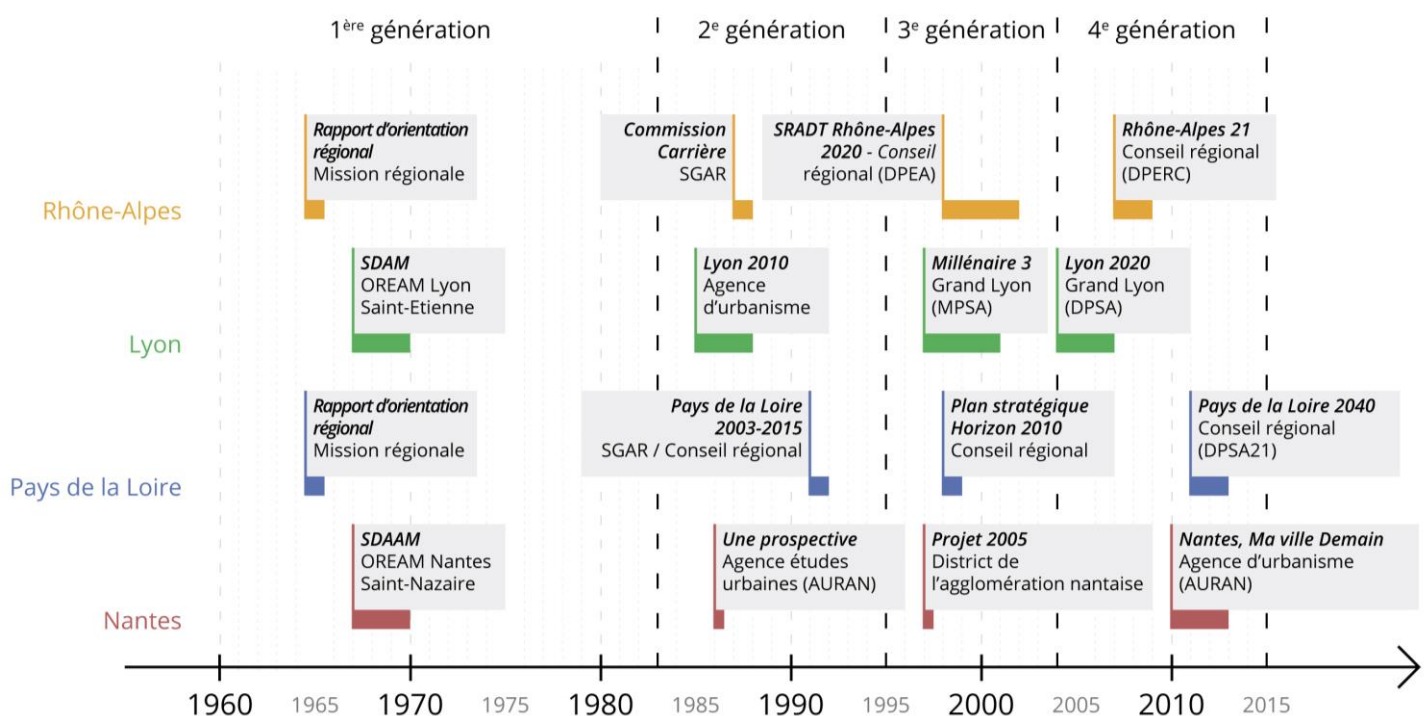 1ère génération
2e génération
3e génération
4e génération
Rhône-Alpes
Rapport d'orientation
régional
Mission régionale
Commission
Carrière
SGAR
SRADT Rhône-Alpes
2020 - Conseil
régional (DPEA)
Rhône-Alpes 21
Conseil régional
(DPERC)
Lyon
SDAM
OREAM Lyon
Saint-Etienne
Lyon 2010
Agence
d'urbanisme
Millénaire 3
Grand Lyon
(MPSA)
Lyon 2020
Grand Lyon
(DPSA)
Pays de la Loire
Rapport d'orientation
régional
Mission régionale
Pays de la Loire
2003-2015
SGAR / Conseil régional
Plan stratégique
Horizon 2010
Conseil régional
Pays de la Loire 2040
Conseil régional
(DPSA21)
Nantes
SDAAM
OREAM Nantes
Saint-Nazaire
Une prospective
Agence études
urbaines (AURAN)
Projet 2005
District de
l'agglomération nantaise
Nantes, Ma ville Demain
Agence d'urbanisme
(AURAN)
1960 1965 1970 1975 1980 1985 1990 1995 2000 2005 2010 2015